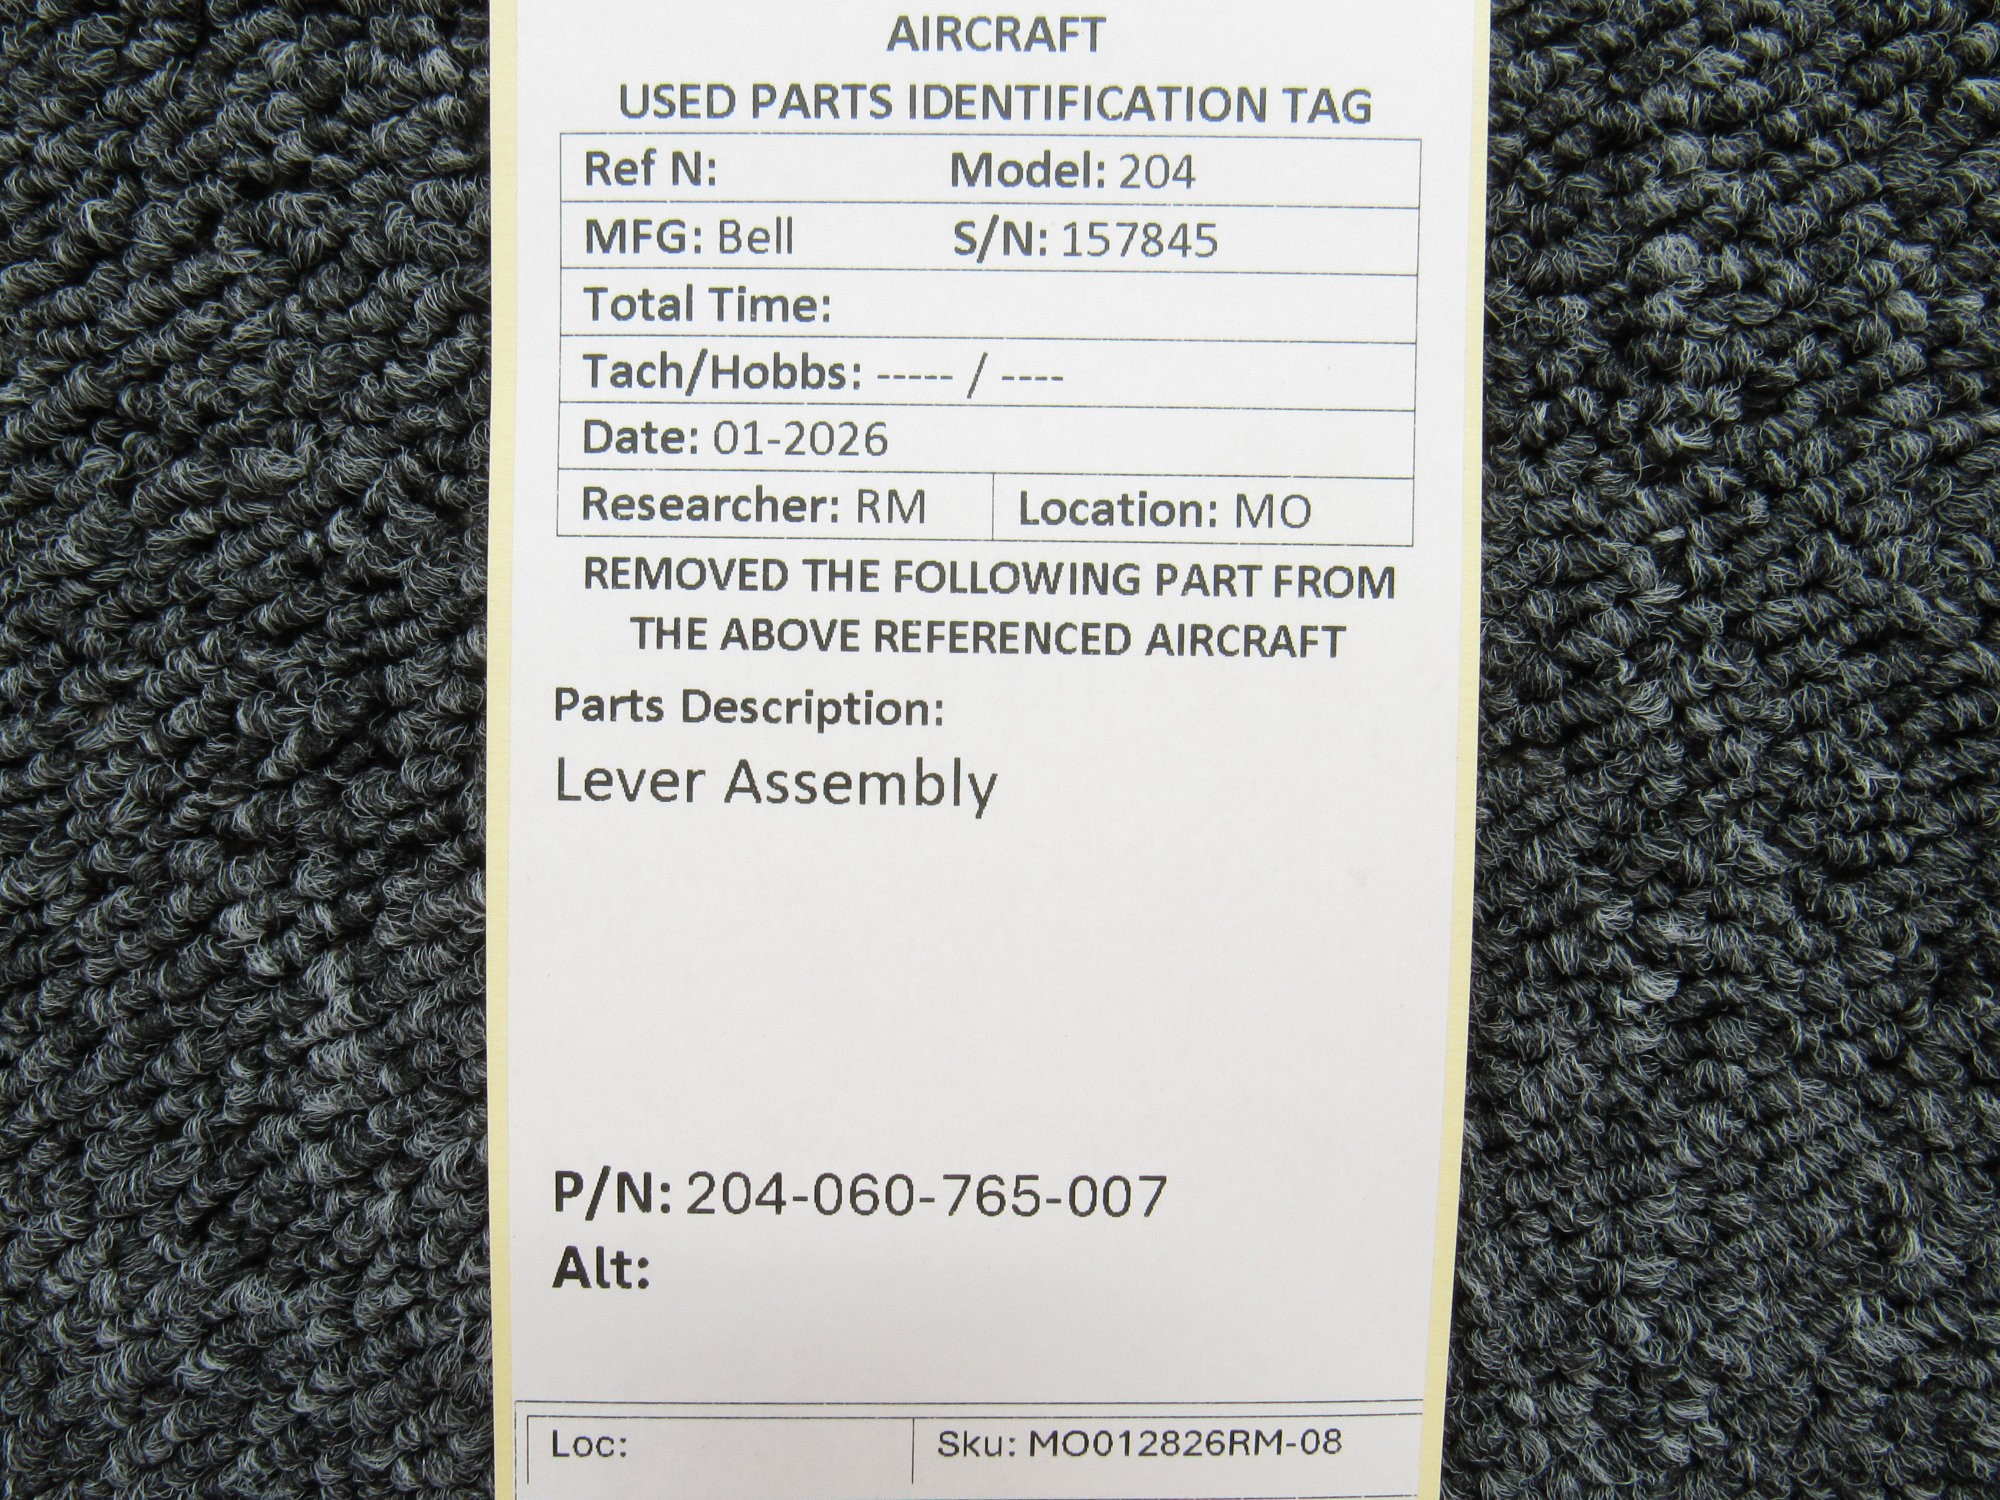 AIRCRAFT
USED PARTS IDENTIFICATION TAG
Ref N: Model: 204
MFG: Bell S/N: 157845
Total Time:
Tach/Hobbs: ----- / ----
Date: 01-2026
Researcher: RM Location: MO
REMOVED THE FOLLOWING PART FROM
THE ABOVE REFERENCED AIRCRAFT
Parts Description:
Lever Assembly
P/N: 204-060-765-007
Alt:
Loc: Sku: MO012826RM-08